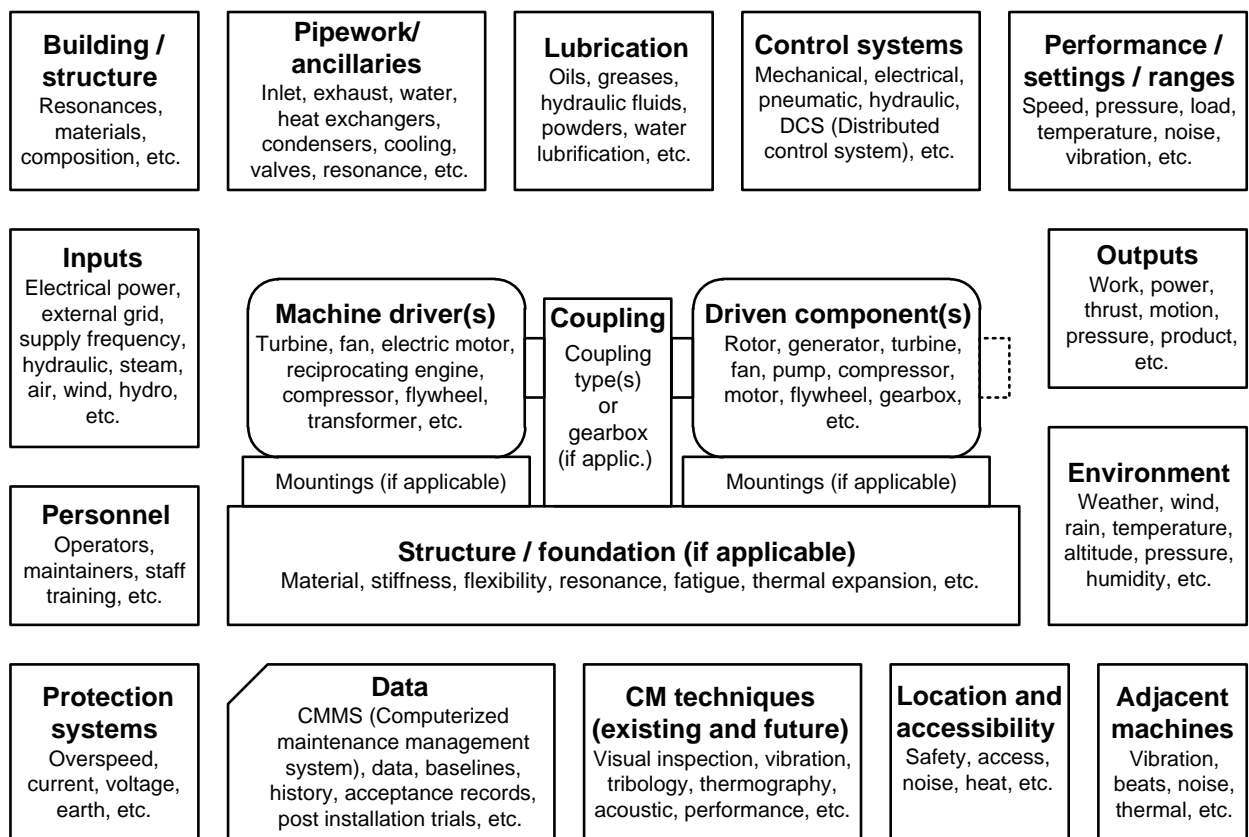 Building /
structure
Resonances,
materials,
composition, etc.
Pipework/
ancillaries
Inlet, exhaust, water,
heat exchangers,
condensers, cooling,
valves, resonance, etc.
Lubrication
Oils, greases,
hydraulic fluids,
powders, water
lubrification, etc.
Control systems
Mechanical, electrical,
pneumatic, hydraulic,
DCS (Distributed
control system), etc.
Performance /
settings / ranges
Speed, pressure, load,
temperature, noise,
vibration, etc.
Inputs
Electrical power,
external grid,
supply frequency,
hydraulic, steam,
air, wind, hydro,
etc.
Machine driver(s)
Turbine, fan, electric motor,
reciprocating engine,
compressor, flywheel,
transformer, etc.
Coupling
Coupling
type(s)
or
gearbox
(if applic.)
Driven component(s)
Rotor, generator, turbine,
fan, pump, compressor,
motor, flywheel, gearbox,
etc.
Outputs
Work, power,
thrust, motion,
pressure, product,
etc.
Mountings (if applicable)
Mountings (if applicable)
Personnel
Operators,
maintainers, staff
training, etc.
Structure / foundation (if applicable)
Material, stiffness, flexibility, resonance, fatigue, thermal expansion, etc.
Environment
Weather, wind,
rain, temperature,
altitude, pressure,
humidity, etc.
Protection
systems
Overspeed,
current, voltage,
earth, etc.
Data
CMMS (Computerized
maintenance management
system), data, baselines,
history, acceptance records,
post installation trials, etc.
CM techniques
(existing and future)
Visual inspection, vibration,
tribology, thermography,
acoustic, performance, etc.
Location and
accessibility
Safety, access,
noise, heat, etc.
Adjacent
machines
Vibration,
beats, noise,
thermal, etc.